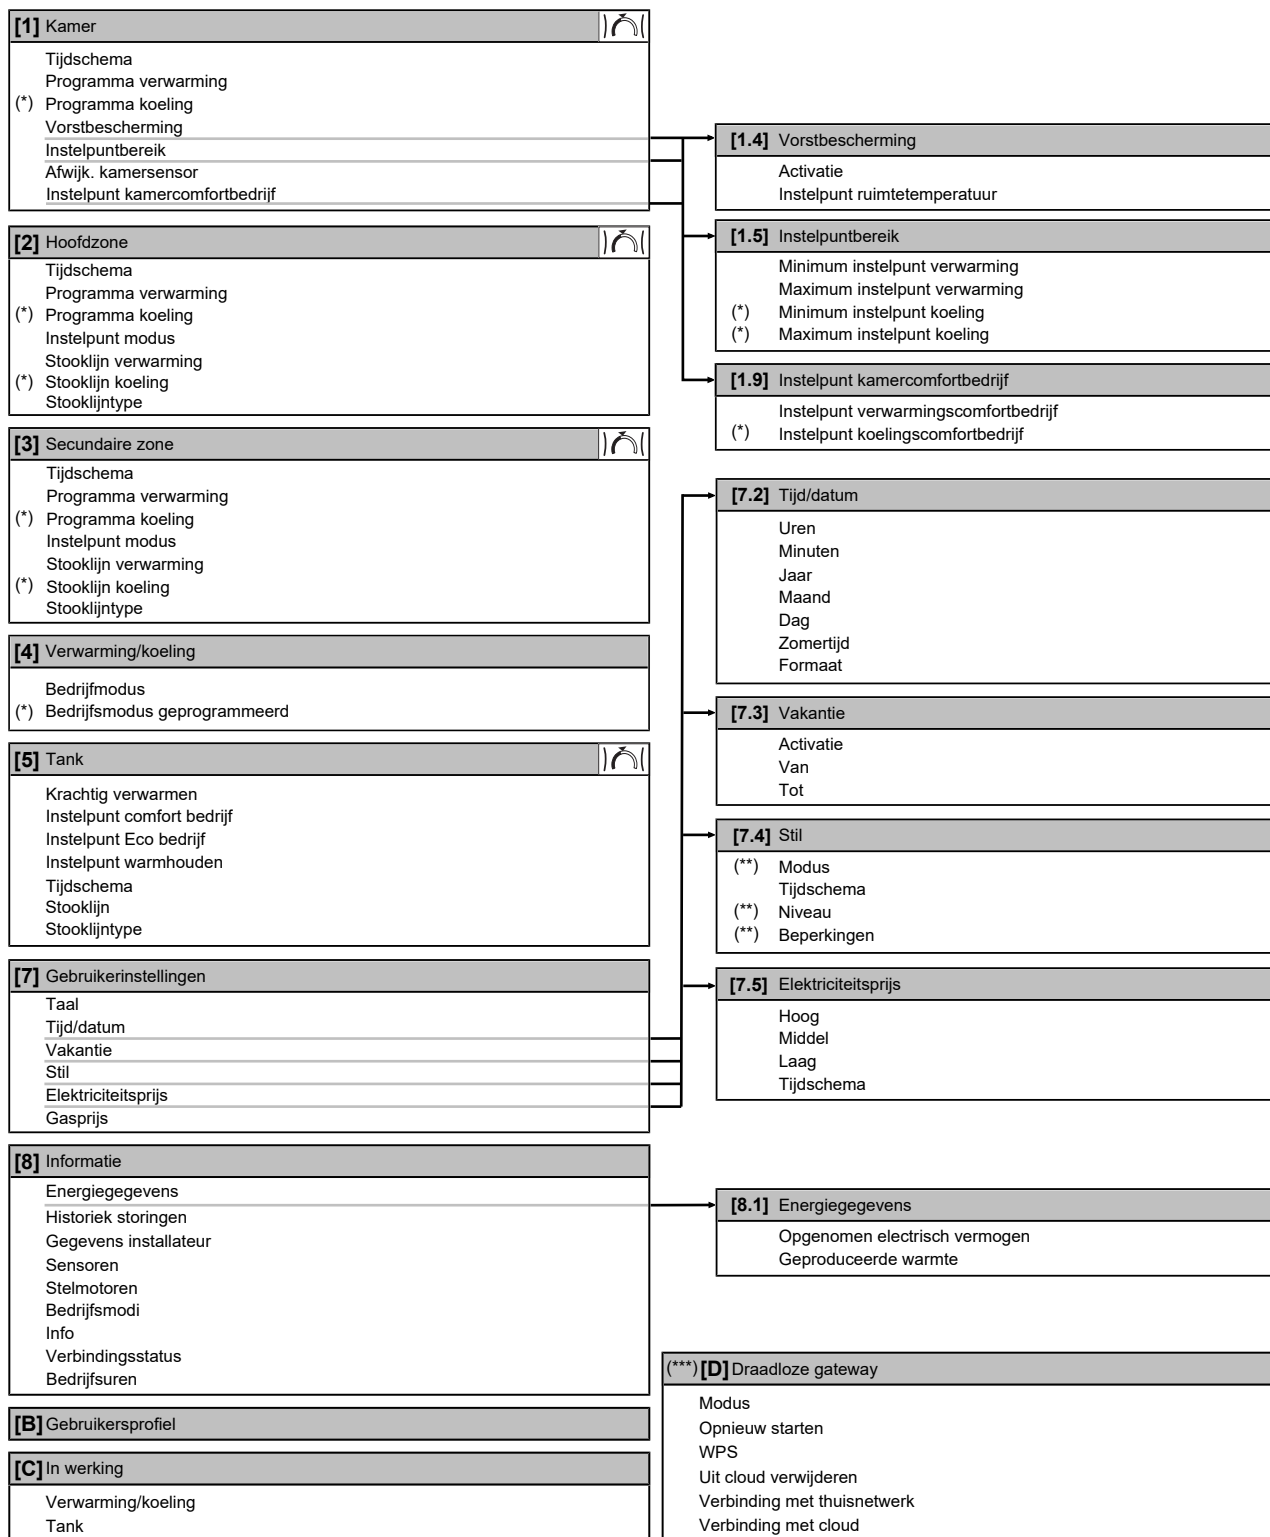 [1] Kamer
Tijdschema
Programma verwarming
(*) Programma koeling
Vorstbescherming
Instelpuntbereik
Afwijk. kamersensor
Instelpunt kamercomfortbedrijf
[2] Hoofdzone
Tijdschema
Programma verwarming
(*) Programma koeling
Instelpunt modus
Stooklijn verwarming
(*) Stooklijn koeling
Stooklijntype
[3] Secundaire zone
Tijdschema
Programma verwarming
(*) Programma koeling
Instelpunt modus
Stooklijn verwarming
(*) Stooklijn koeling
Stooklijntype
[4] Verwarming/koeling
Bedrijfmodus
(*) Bedrijfsmodus geprogrammeerd
[5] Tank
Krachtig verwarmen
Instelpunt comfort bedrijf
Instelpunt Eco bedrijf
Instelpunt warmhouden
Tijdschema
Stooklijn
Stooklijntype
[7] Gebruikerinstellingen
Taal
Tijd/datum
Vakantie
Stil
Elektriciteitsprijs
Gasprijs
[8] Informatie
Energiegegevens
Historiek storingen
Gegevens installateur
Sensoren
Stelmotoren
Bedrijfsmodi
Info
Verbindingsstatus
Bedrijfsuren
[B] Gebruikersprofiel
[C] In werking
Verwarming/koeling
Tank
[1.4] Vorstbescherming
Activatie
Instelpunt ruimtetemperatuur
[1.5] Instelpuntbereik
Minimum instelpunt verwarming
Maximum instelpunt verwarming
(*) Minimum instelpunt koeling
(*) Maximum instelpunt koeling
[1.9] Instelpunt kamercomfortbedrijf
Instelpunt verwarmingscomfortbedrijf
(*) Instelpunt koelingscomfortbedrijf
[7.2] Tijd/datum
Uren
Minuten
Jaar
Maand
Dag
Zomertijd
Formaat
[7.3] Vakantie
Activatie
Van
Tot
[7.4] Stil
(**) Modus
Tijdschema
(**) Niveau
(**) Beperkingen
[7.5] Elektriciteitsprijs
Hoog
Middel
Laag
Tijdschema
[8.1] Energiegegevens
Opgenomen electrisch vermogen
Geproduceerde warmte
(***) [D] Draadloze gateway
Modus
Opnieuw starten
WPS
Uit cloud verwijderen
Verbinding met thuisnetwerk
Verbinding met cloud